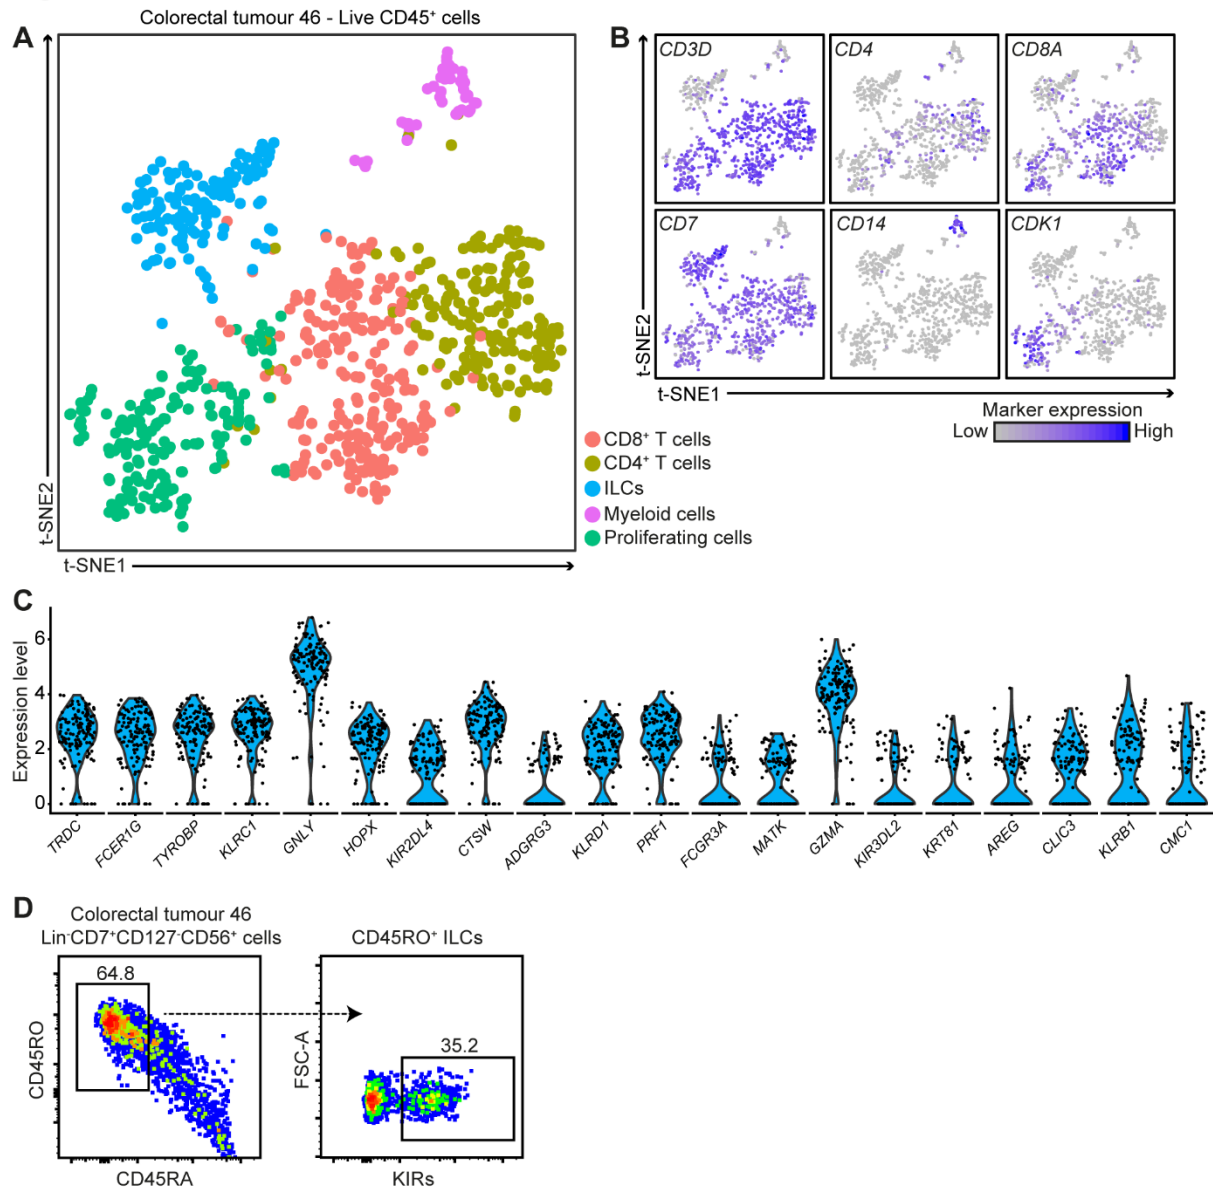 Colorectal tumour 46 - Live CD45⁺ cells
A
t-SNE2
t-SNE1
CD8⁺ T cells
CD4⁺ T cells
ILCs
Myeloid cells
Proliferating cells
B
CD3D
CD4
CD8A
CD7
CD14
CDK1
t-SNE2
t-SNE1
Marker expression
Low High
C
Expression level
6
4
2
0
TRDC
FCER1G
TYROBP
KLRC1
GNLY
HOPX
KIR2DL4
CTSW
ADGRG3
KLRD1
PRF1
FCGR3A
MATK
GZMA
KIR3DL2
KRT81
AREG
CLIC3
KLRB1
CMC1
D
Colorectal tumour 46
Lin⁻CD7⁺CD127⁻CD56⁺ cells
64.8
CD45RO
CD45RA
CD45RO⁺ ILCs
35.2
FSC-A
KIRs